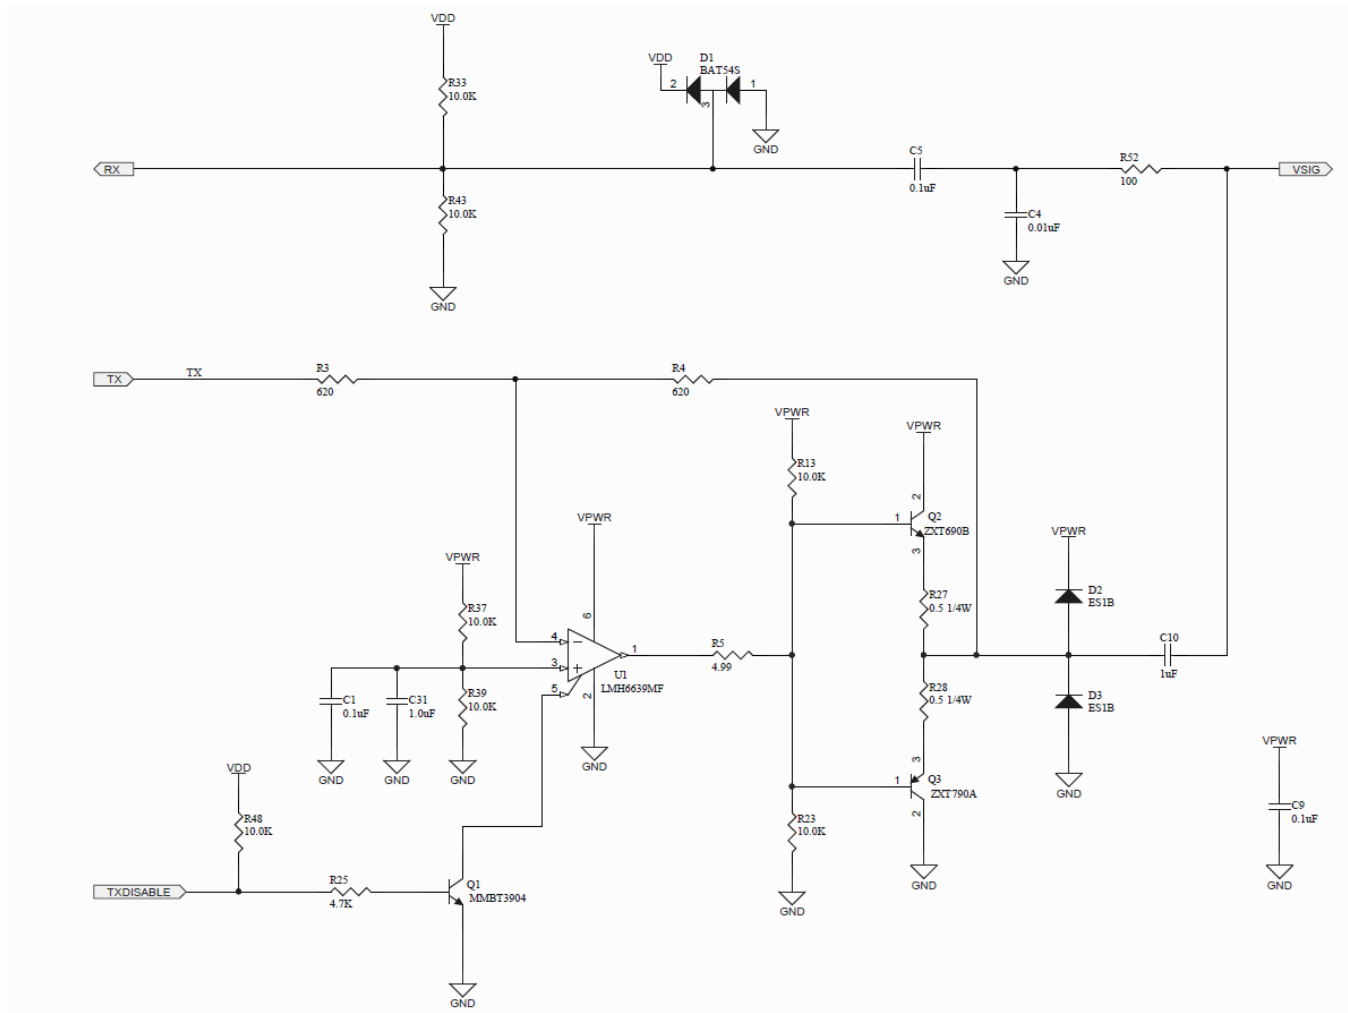 VDD
R33
10.0K
VDD
D1
BAT54S
2
1
3
GND
RX
C5
0.1uF
R52
100
VSIG
R43
10.0K
C4
0.01uF
GND
GND
TX
TX
R3
620
R4
620
VPWR
VPWR
R13
10.0K
2
1
Q2
ZXT690B
3
VPWR
VPWR
VPWR
R37
10.0K
6
R27
0.5 1/4W
D2
ES1B
4
3
5
1
U1
LMH6639MF
2
R5
4.99
C10
1uF
C1
0.1uF
C31
1.0uF
R39
10.0K
R28
0.5 1/4W
D3
ES1B
GND
GND
GND
GND
3
1
Q3
ZXT790A
2
GND
VPWR
C9
0.1uF
GND
VDD
R48
10.0K
R23
10.0K
GND
GND
TXDISABLE
R25
4.7K
Q1
MMBT3904
GND